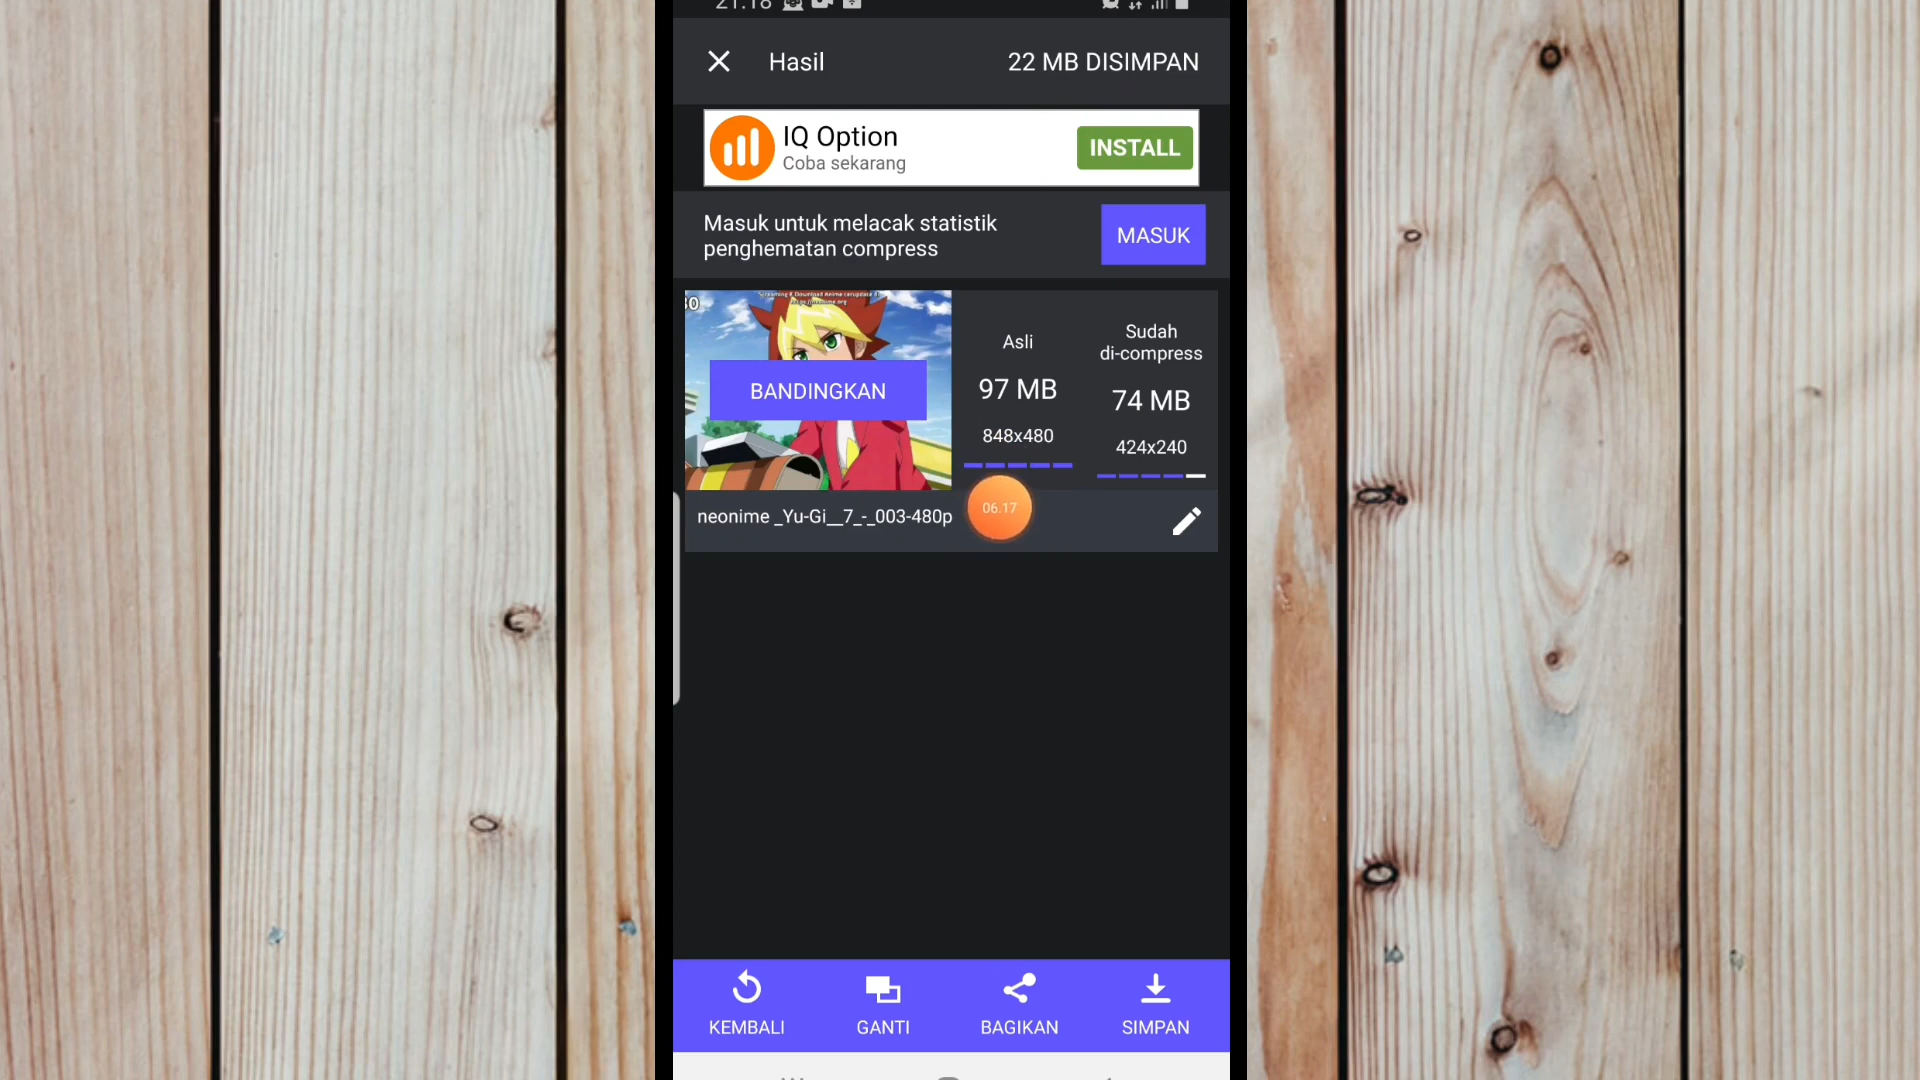 21.18
Hasil
22 MB DISIMPAN
IQ Option
Coba sekarang
INSTALL
Masuk untuk melacak statistik
penghematan compress
MASUK
BANDINGKAN
Asli
97 MB
848x480
Sudah
di-compress
74 MB
424x240
neonime _Yu-Gi__7_-_003-480p
06.17
KEMBALI
GANTI
BAGIKAN
SIMPAN